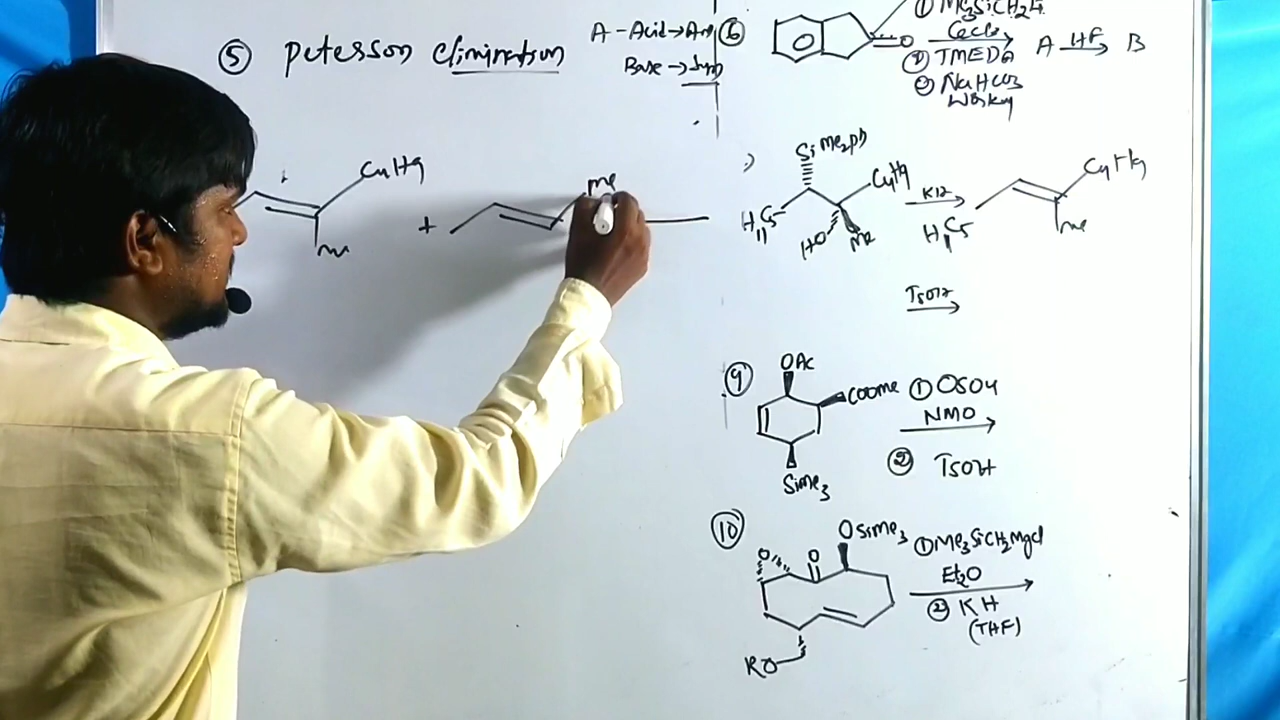 ⑤ Peterson elimination
A - Acid → Anti
Base → Syn
C4H9
Me
+
Me
⑥
O
① Me3SiCH2Li
CeCl3
② TMEDA
③ NaHCO3
A HF→ B
SiMe2Ph
C4H9
H11C5
HO
Me
KH
C4H9
H11C5
Me
TsOH
⑨
OAc
COOMe
SiMe3
① OsO4
NMO
② TsOH
⑩
O
O
OSiMe3
RO
① Me3SiCH2MgCl
Et2O
② KH
(THF)